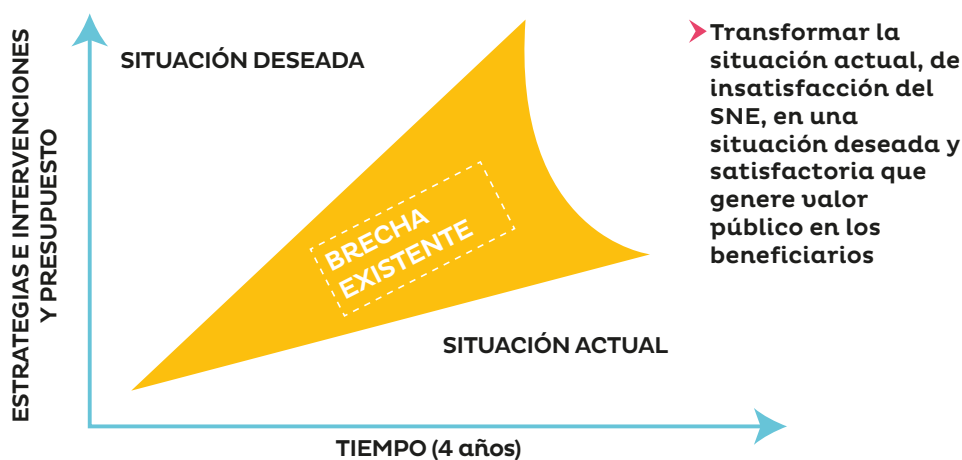 ESTRATEGIAS E INTERVENCIONES
Y PRESUPUESTO
SITUACIÓN DESEADA
BRECHA
EXISTENTE
SITUACIÓN ACTUAL
TIEMPO (4 años)
Transformar la
situación actual, de
insatisfacción del
SNE, en una
situación deseada y
satisfactoria que
genere valor
público en los
beneficiarios